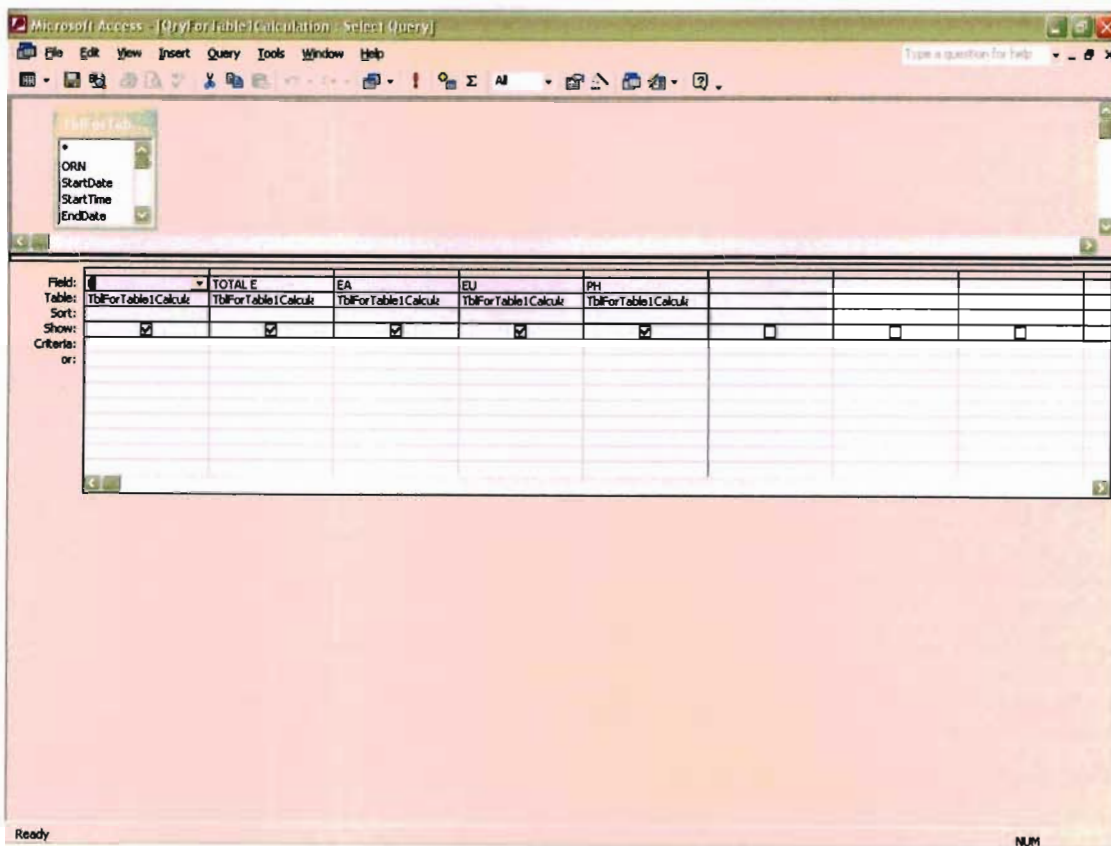 Microsoft Access - [QryForTable1Calculation : Select Query]
File Edit View Insert Query Tools Window Help
Type a question for help
All
TblForTab...
*
ORN
StartDate
StartTime
EndDate
Field: TOTAL E EA EU PH
Table: TblForTable1Calcula TblForTable1Calcula TblForTable1Calcula TblForTable1Calcula TblForTable1Calcula
Sort:
Show:
Criteria:
or:
Ready
NUM